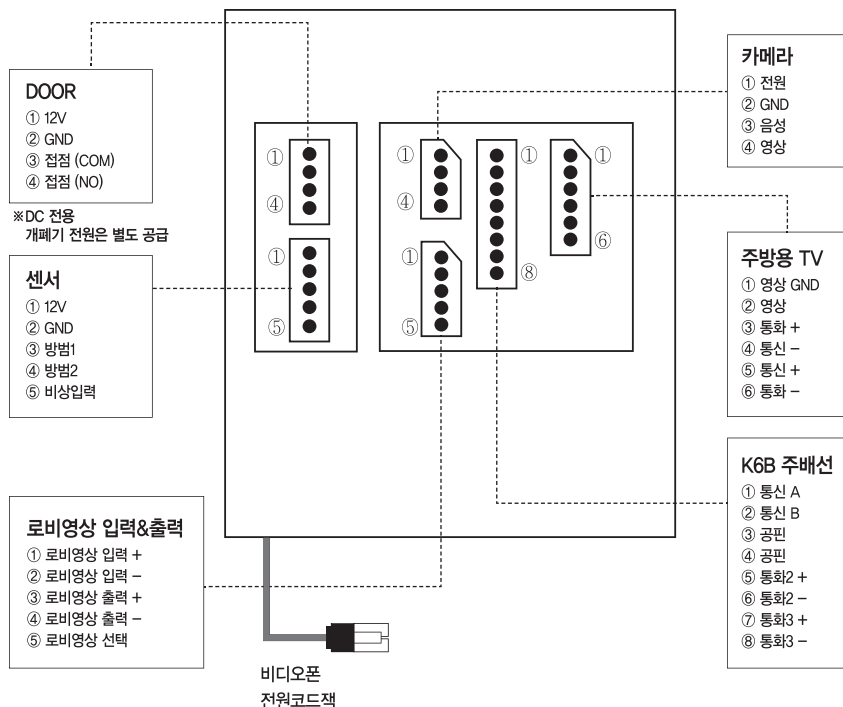 DOOR
① 12V
② GND
③ 접점 (COM)
④ 접점 (NO)
※DC 전용
개폐기 전원은 별도 공급
센서
① 12V
② GND
③ 방범1
④ 방범2
⑤ 비상입력
로비영상 입력&출력
① 로비영상 입력 +
② 로비영상 입력 −
③ 로비영상 출력 +
④ 로비영상 출력 −
⑤ 로비영상 선택
①
④
①
⑤
①
④
①
⑤
①
⑧
①
⑥
비디오폰
전원코드잭
카메라
① 전원
② GND
③ 음성
④ 영상
주방용 TV
① 영상 GND
② 영상
③ 통화 +
④ 통신 −
⑤ 통신 +
⑥ 통화 −
K6B 주배선
① 통신 A
② 통신 B
③ 공핀
④ 공핀
⑤ 통화2 +
⑥ 통화2 −
⑦ 통화3 +
⑧ 통화3 −